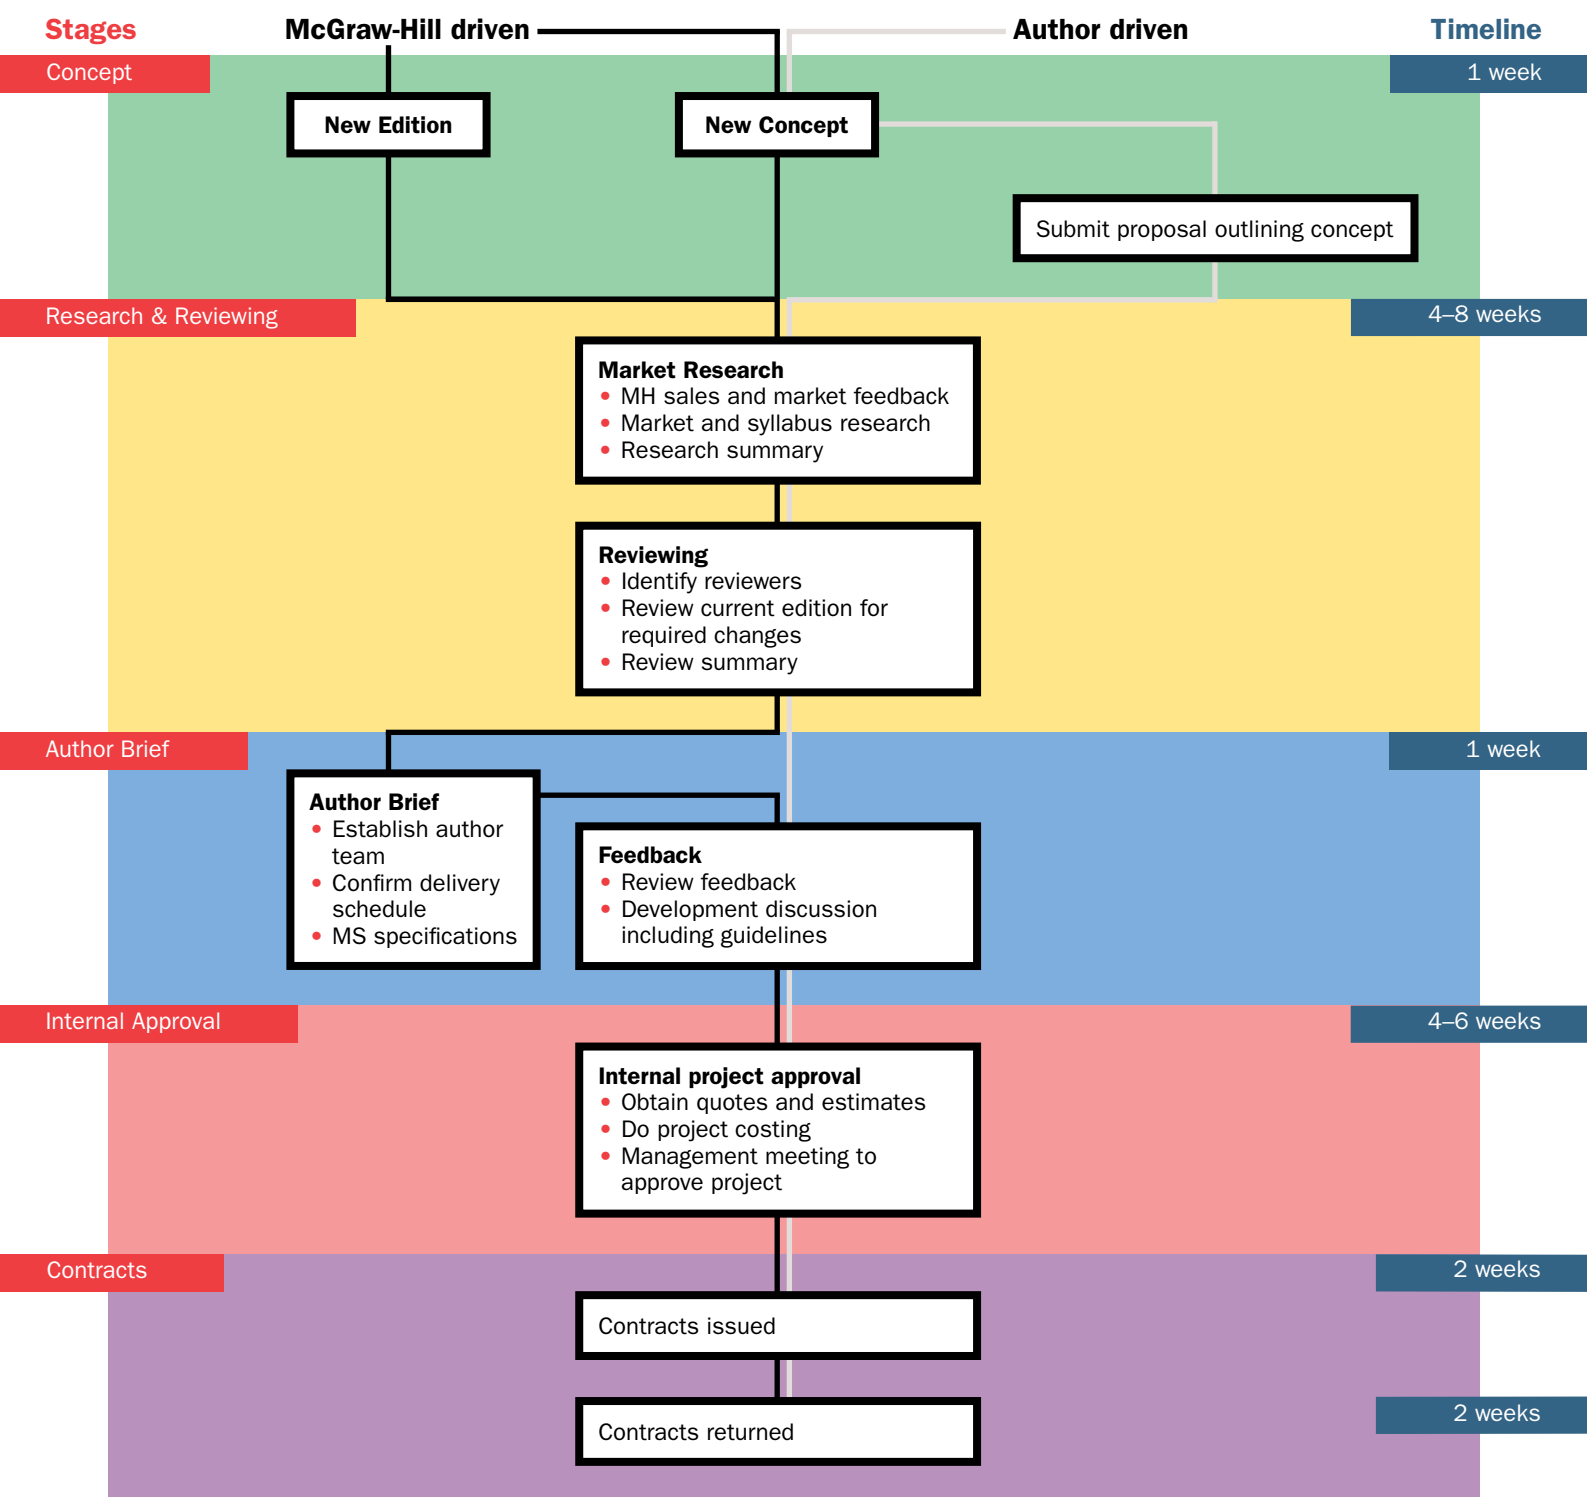 Stages
McGraw-Hill driven
Author driven
Timeline
Concept
1 week
New Edition
New Concept
Submit proposal outlining concept
Research & Reviewing
4–8 weeks
Market Research
• MH sales and market feedback
• Market and syllabus research
• Research summary
Reviewing
• Identify reviewers
• Review current edition for
required changes
• Review summary
Author Brief
1 week
Author Brief
• Establish author
team
• Confirm delivery
schedule
• MS specifications
Feedback
• Review feedback
• Development discussion
including guidelines
Internal Approval
4–6 weeks
Internal project approval
• Obtain quotes and estimates
• Do project costing
• Management meeting to
approve project
Contracts
2 weeks
Contracts issued
Contracts returned
2 weeks